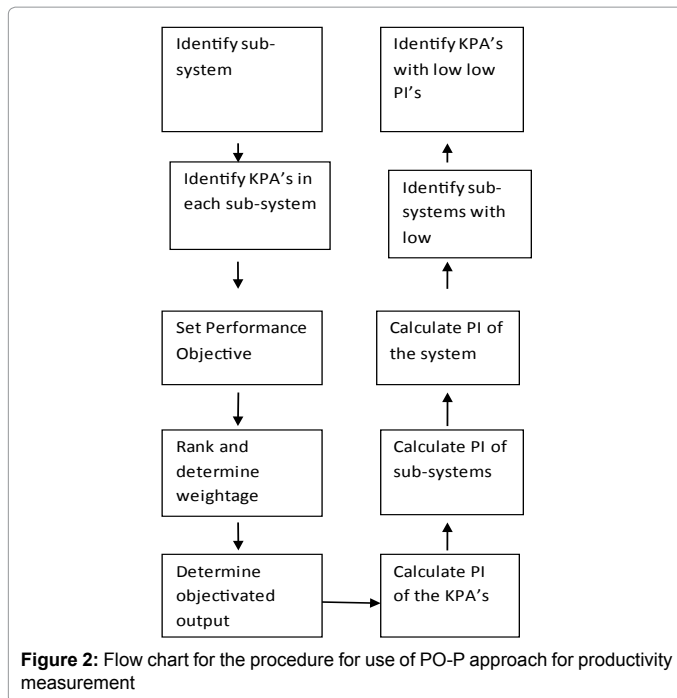 Identify sub-
system
Identify KPA's in
each sub-system
Set Performance
Objective
Rank and
determine
weightage
Determine
objectivated
output
Calculate PI
of the KPA's
Calculate PI of
sub-systems
Calculate PI of
the system
Identify sub-
systems with
low
Identify KPA's
with low low
PI's
Figure 2: Flow chart for the procedure for use of PO-P approach for productivity
measurement